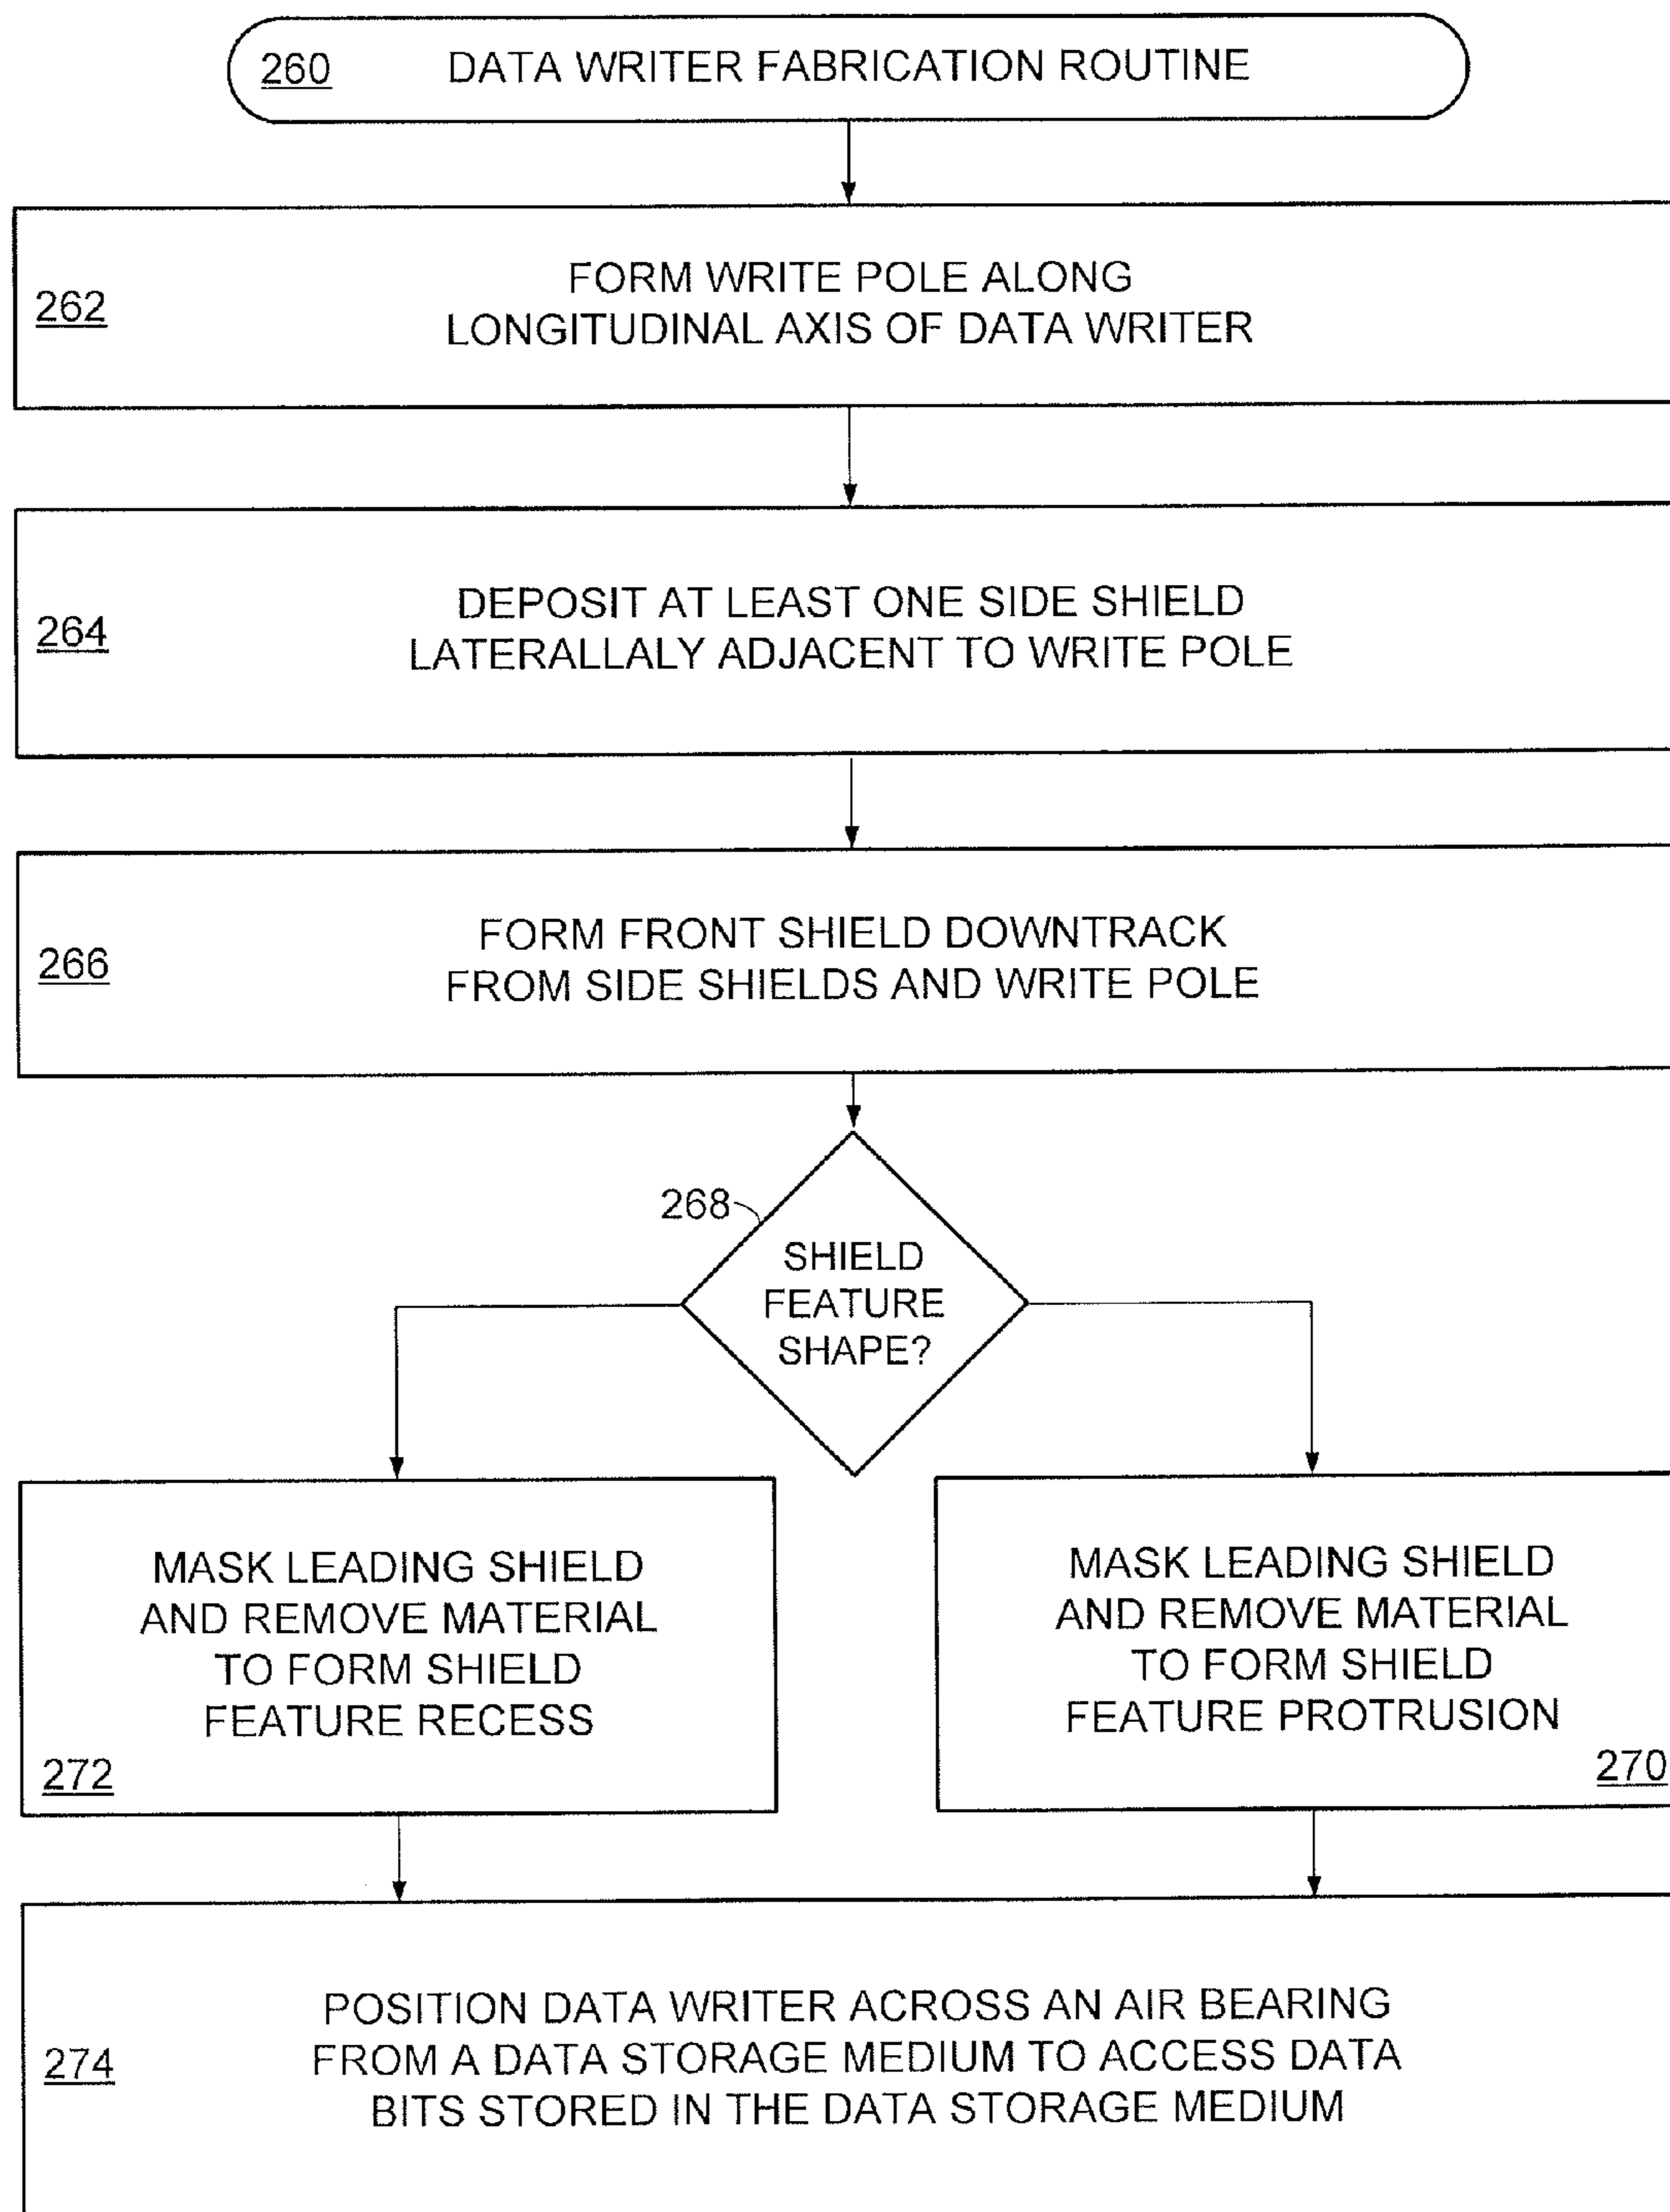 260 DATA WRITER FABRICATION ROUTINE
262
FORM WRITE POLE ALONG
LONGITUDINAL AXIS OF DATA WRITER
264
DEPOSIT AT LEAST ONE SIDE SHIELD
LATERALLALY ADJACENT TO WRITE POLE
266
FORM FRONT SHIELD DOWNTRACK
FROM SIDE SHIELDS AND WRITE POLE
268
SHIELD
FEATURE
SHAPE?
MASK LEADING SHIELD
AND REMOVE MATERIAL
TO FORM SHIELD
FEATURE RECESS
272
MASK LEADING SHIELD
AND REMOVE MATERIAL
TO FORM SHIELD
FEATURE PROTRUSION
270
274
POSITION DATA WRITER ACROSS AN AIR BEARING
FROM A DATA STORAGE MEDIUM TO ACCESS DATA
BITS STORED IN THE DATA STORAGE MEDIUM